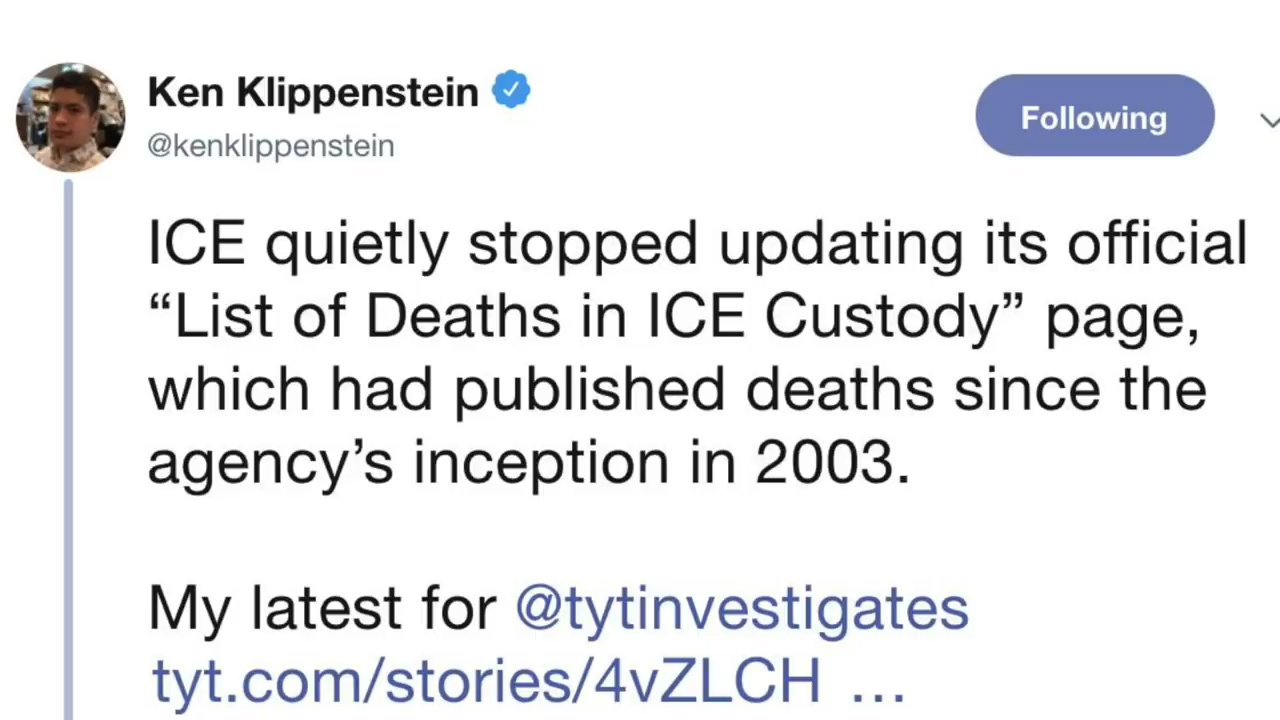 Ken Klippenstein
@kenklippenstein
Following
ICE quietly stopped updating its official
“List of Deaths in ICE Custody” page,
which had published deaths since the
agency’s inception in 2003.
My latest for @tytinvestigates
tyt.com/stories/4vZLCH …